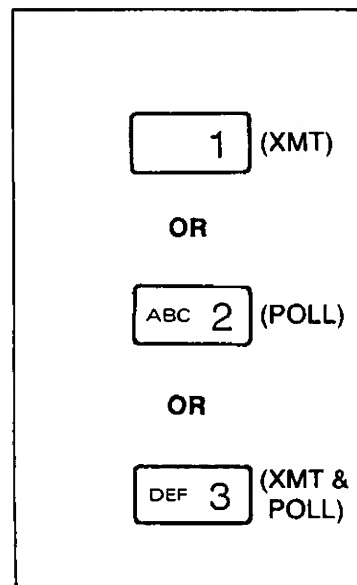 1 (XMT)
OR
ABC 2 (POLL)
OR
DEF 3 (XMT &
POLL)